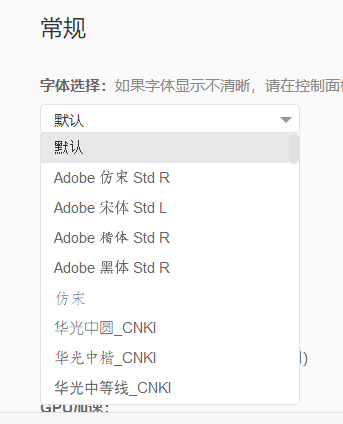 常规
字体选择：如果字体显示不清晰，请在控制面
默认
默认
Adobe 仿宋 Std R
Adobe 宋体 Std L
Adobe 楷体 Std R
Adobe 黑体 Std R
仿宋
华光中圆_CNKI
华光中楷_CNKI
华光中等线_CNKI
GPU加速：